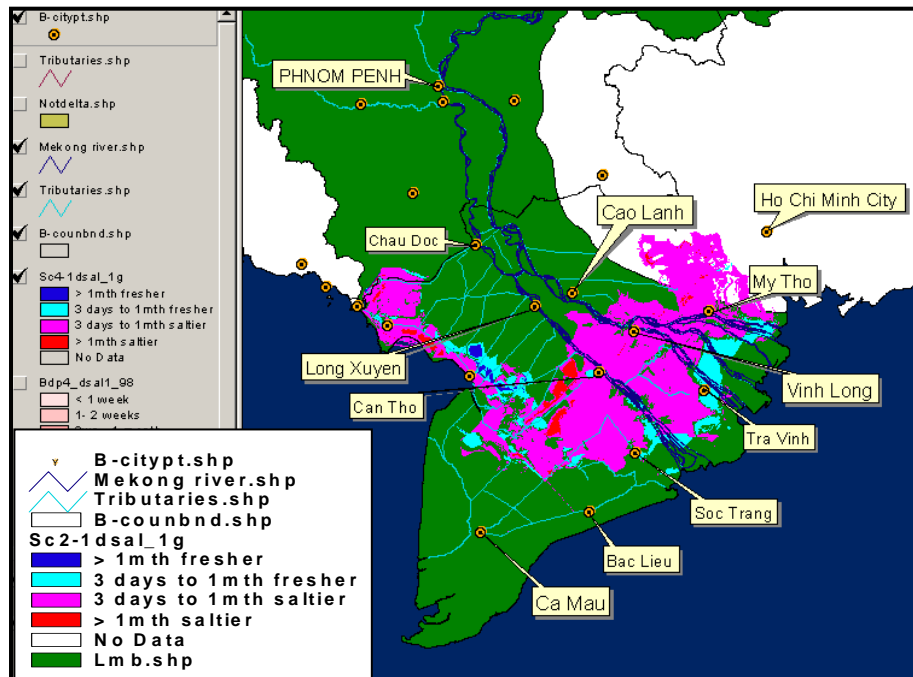 B-citypt.shp
Tributaries.shp
Notdelta.shp
Mekong river.shp
Tributaries.shp
B-counbnd.shp
Sc4-1dsal_1g
> 1mth fresher
3 days to 1mth fresher
3 days to 1mth saltier
> 1mth saltier
No Data
Bdp4_dsal1_98
< 1 week
1- 2 weeks
B-citypt.shp
Mekong river.shp
Tributaries.shp
B-counbnd.shp
Sc2-1dsal_1g
> 1mth fresher
3 days to 1mth fresher
3 days to 1mth saltier
> 1mth saltier
No Data
Lmb.shp
PHNOM PENH
Ho Chi Minh City
Cao Lanh
Chau Doc
My Tho
Long Xuyen
Vinh Long
Can Tho
Tra Vinh
Soc Trang
Bac Lieu
Ca Mau